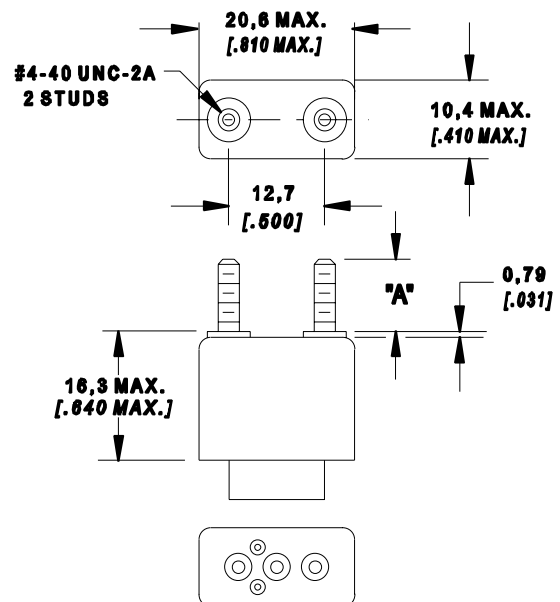 20,6 MAX.
[.810 MAX.]
#4-40 UNC-2A
2 STUDS
10,4 MAX.
[.410 MAX.]
12,7
[.500]
"A"
0,79
[.031]
16,3 MAX.
[.640 MAX.]